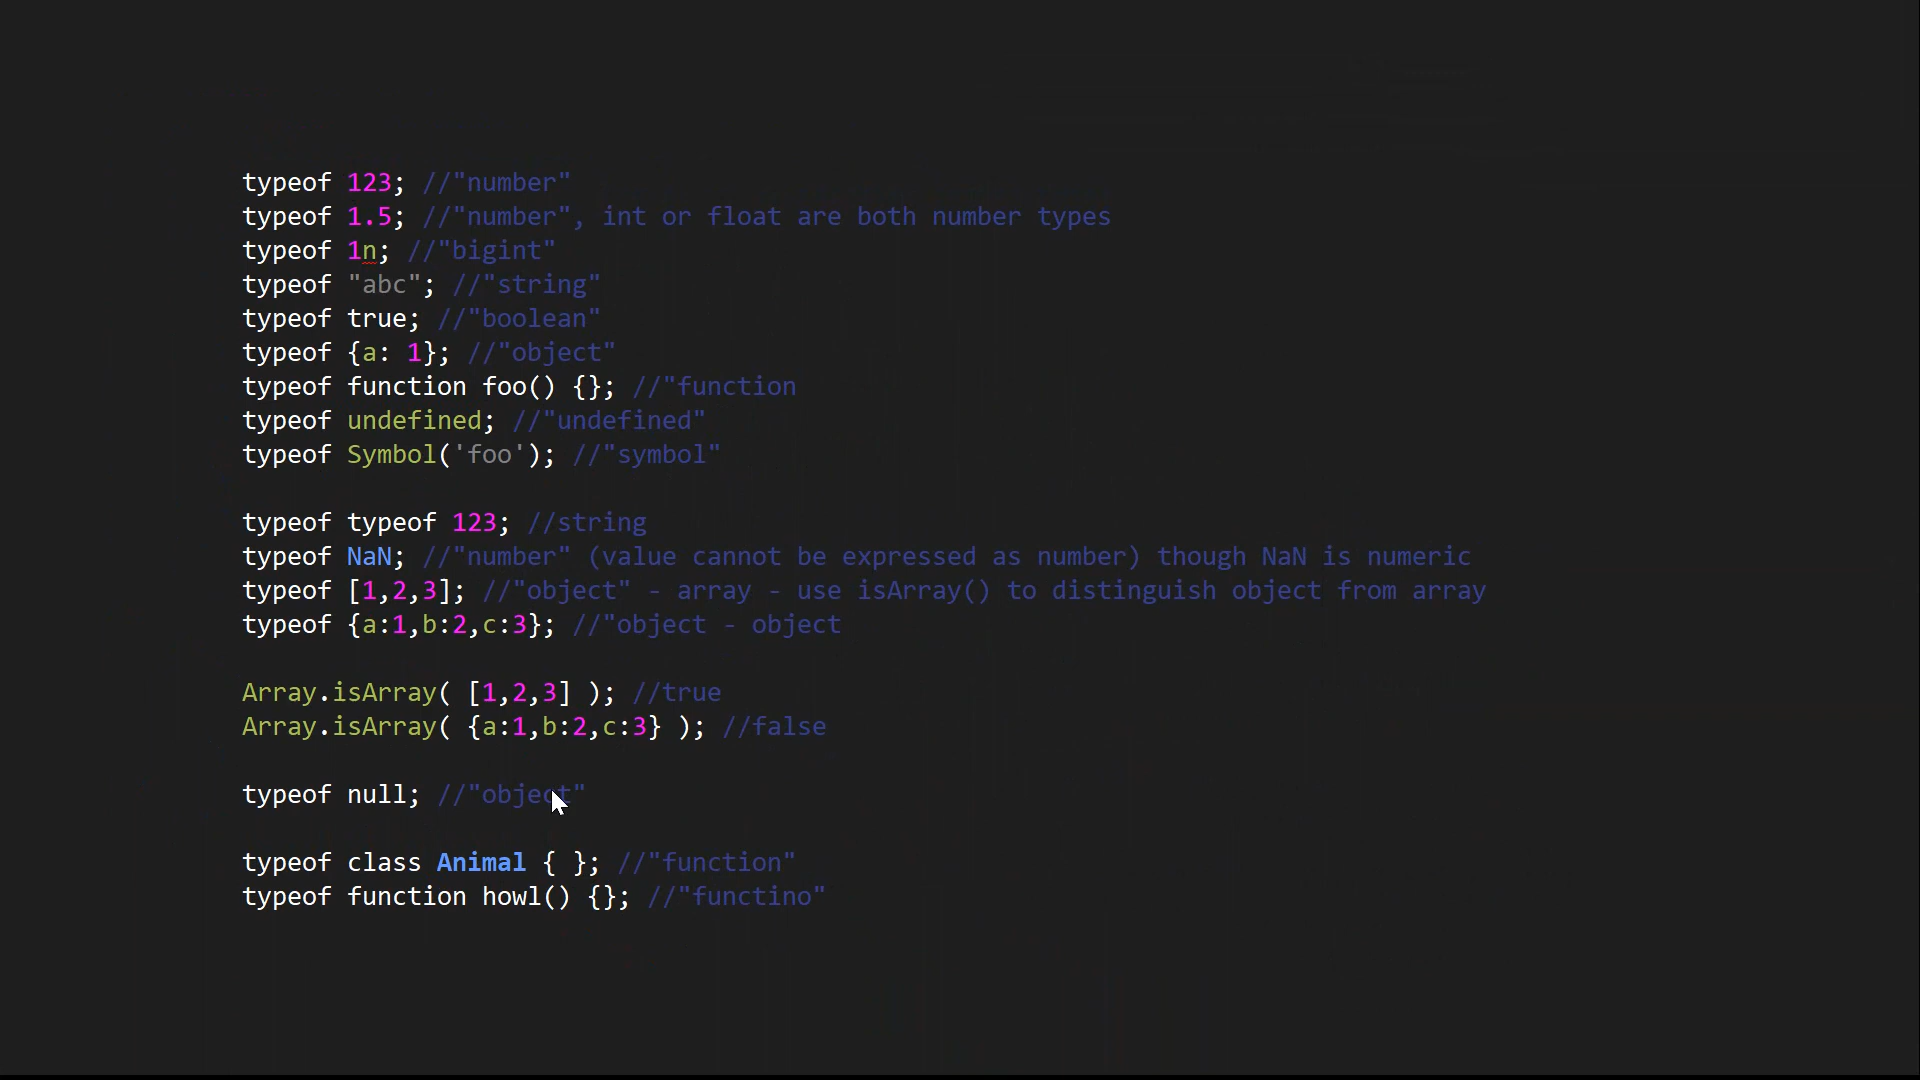 typeof 123; //"number"
typeof 1.5; //"number", int or float are both number types
typeof 1n; //"bigint"
typeof "abc"; //"string"
typeof true; //"boolean"
typeof {a: 1}; //"object"
typeof function foo() {}; //"function
typeof undefined; //"undefined"
typeof Symbol('foo'); //"symbol"
typeof typeof 123; //string
typeof NaN; //"number" (value cannot be expressed as number) though NaN is numeric
typeof [1,2,3]; //"object" - array - use isArray() to distinguish object from array
typeof {a:1,b:2,c:3}; //"object - object
Array.isArray( [1,2,3] ); //true
Array.isArray( {a:1,b:2,c:3} ); //false
typeof null; //"object"
typeof class Animal { }; //"function"
typeof function howl() {}; //"functino"